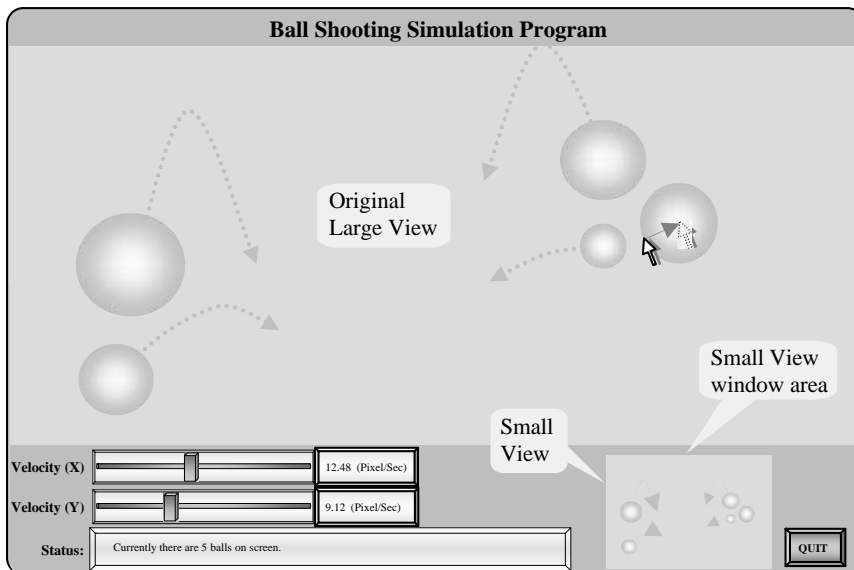 Ball Shooting Simulation Program
Original
Large View
Small View
window area
Small
View
Velocity (X)
12.48 (Pixel/Sec)
Velocity (Y)
9.12 (Pixel/Sec)
Status:
Currently there are 5 balls on screen.
QUIT